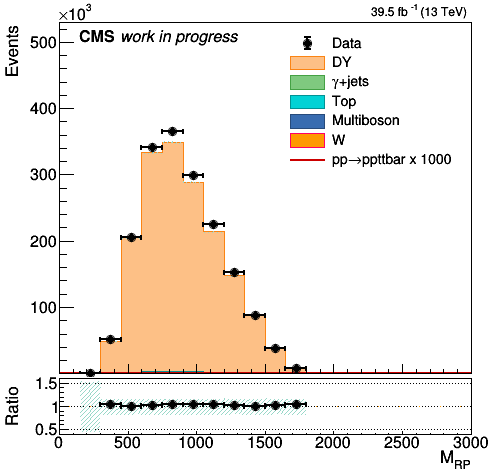 ×10³
39.5 fb⁻¹ (13 TeV)
Events
CMS work in progress
Data
DY
γ+jets
Top
Multiboson
W
pp→ppttbar x 1000
500
400
300
200
100
Ratio
1.5
1
0.5
0 500 1000 1500 2000 2500 3000
M_RP